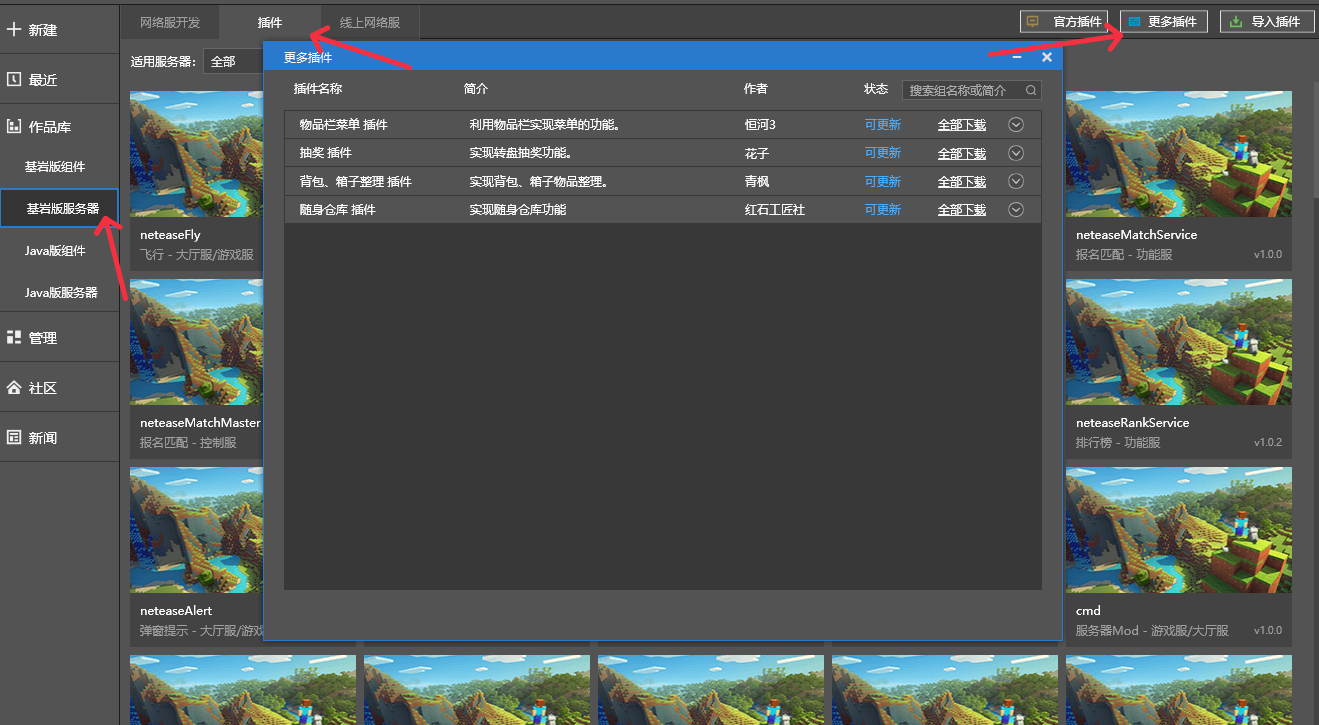 新建
最近
作品库
基岩版组件
基岩版服务器
Java版组件
Java版服务器
管理
社区
新闻
网络服开发 插件 线上网络服
官方插件 更多插件 导入插件
适用服务器: 全部
更多插件
插件名称 简介 作者 状态 搜索组名称或简介
物品栏菜单 插件 利用物品栏实现菜单的功能。 恒河3 可更新 全部下载
抽奖 插件 实现转盘抽奖功能。 花子 可更新 全部下载
背包、箱子整理 插件 实现背包、箱子物品整理。 青枫 可更新 全部下载
随身仓库 插件 实现随身仓库功能 红石工匠社 可更新 全部下载
neteaseFly
飞行 - 大厅服/游戏服
neteaseMatchService
报名匹配 - 功能服 v1.0.0
neteaseMatchMaster
报名匹配 - 控制服
neteaseRankService
排行榜 - 功能服 v1.0.2
neteaseAlert
弹窗提示 - 大厅服/游戏
cmd
服务器Mod - 游戏服/大厅服 v1.0.0